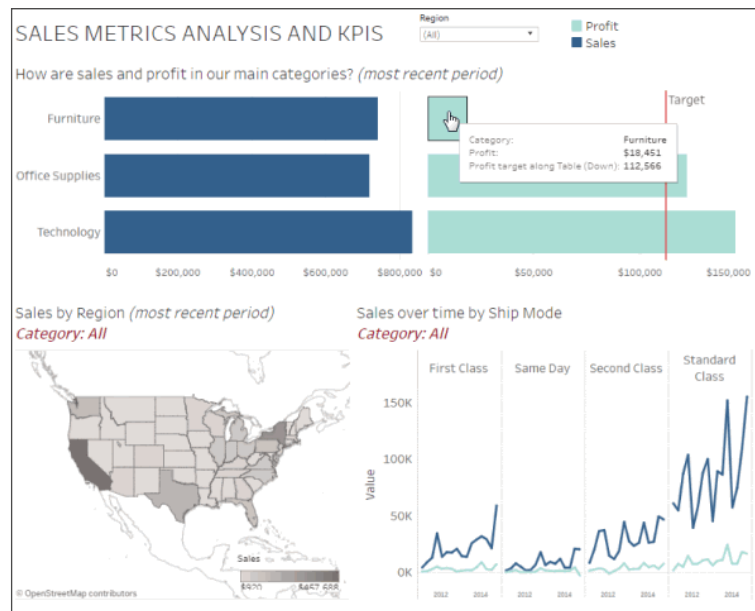 SALES METRICS ANALYSIS AND KPIS
Region
(All)
Profit
Sales
How are sales and profit in our main categories? (most recent period)
Target
Furniture
Category: Furniture
Profit: $18,451
Profit target along Table (Down): 112,566
Office Supplies
Technology
$0 $200,000 $400,000 $600,000 $800,000 $0 $50,000 $100,000 $150,000
Sales by Region (most recent period)
Category: All
Sales over time by Ship Mode
Category: All
First Class Same Day Second Class Standard Class
150K
100K
50K
0K
Value
2012 2014 2012 2014 2012 2014 2012 2014
Sales
$920 $457,688
© OpenStreetMap contributors